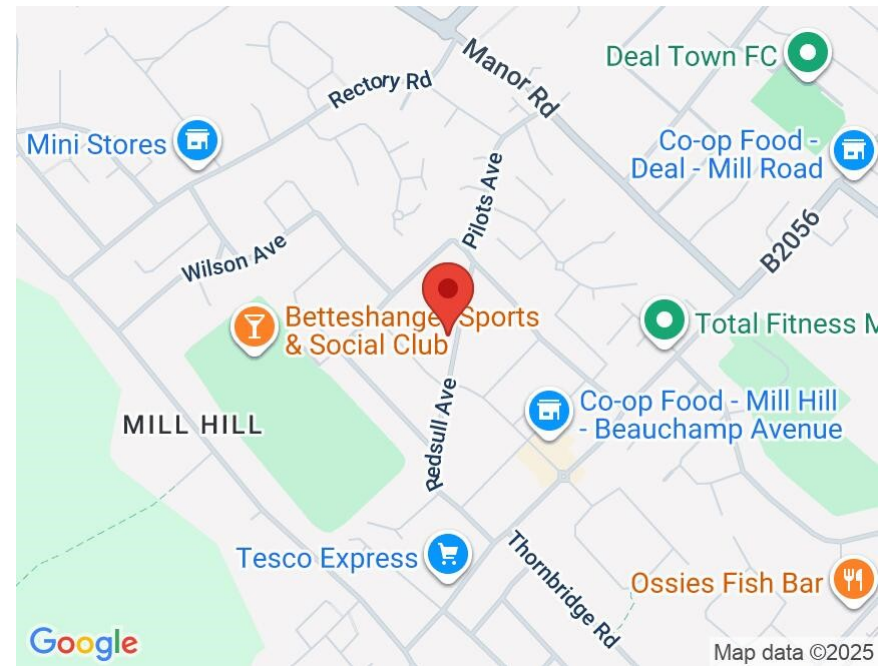 Deal Town FC
Manor Rd
Rectory Rd
Mini Stores
Co-op Food -
Deal - Mill Road
Pilots Ave
B2056
Wilson Ave
Betteshange Sports
& Social Club
Total Fitness M
Redsull Ave
Co-op Food - Mill Hill
- Beauchamp Avenue
MILL HILL
Tesco Express
Thornbridge Rd
Ossies Fish Bar
Google
Map data ©2025